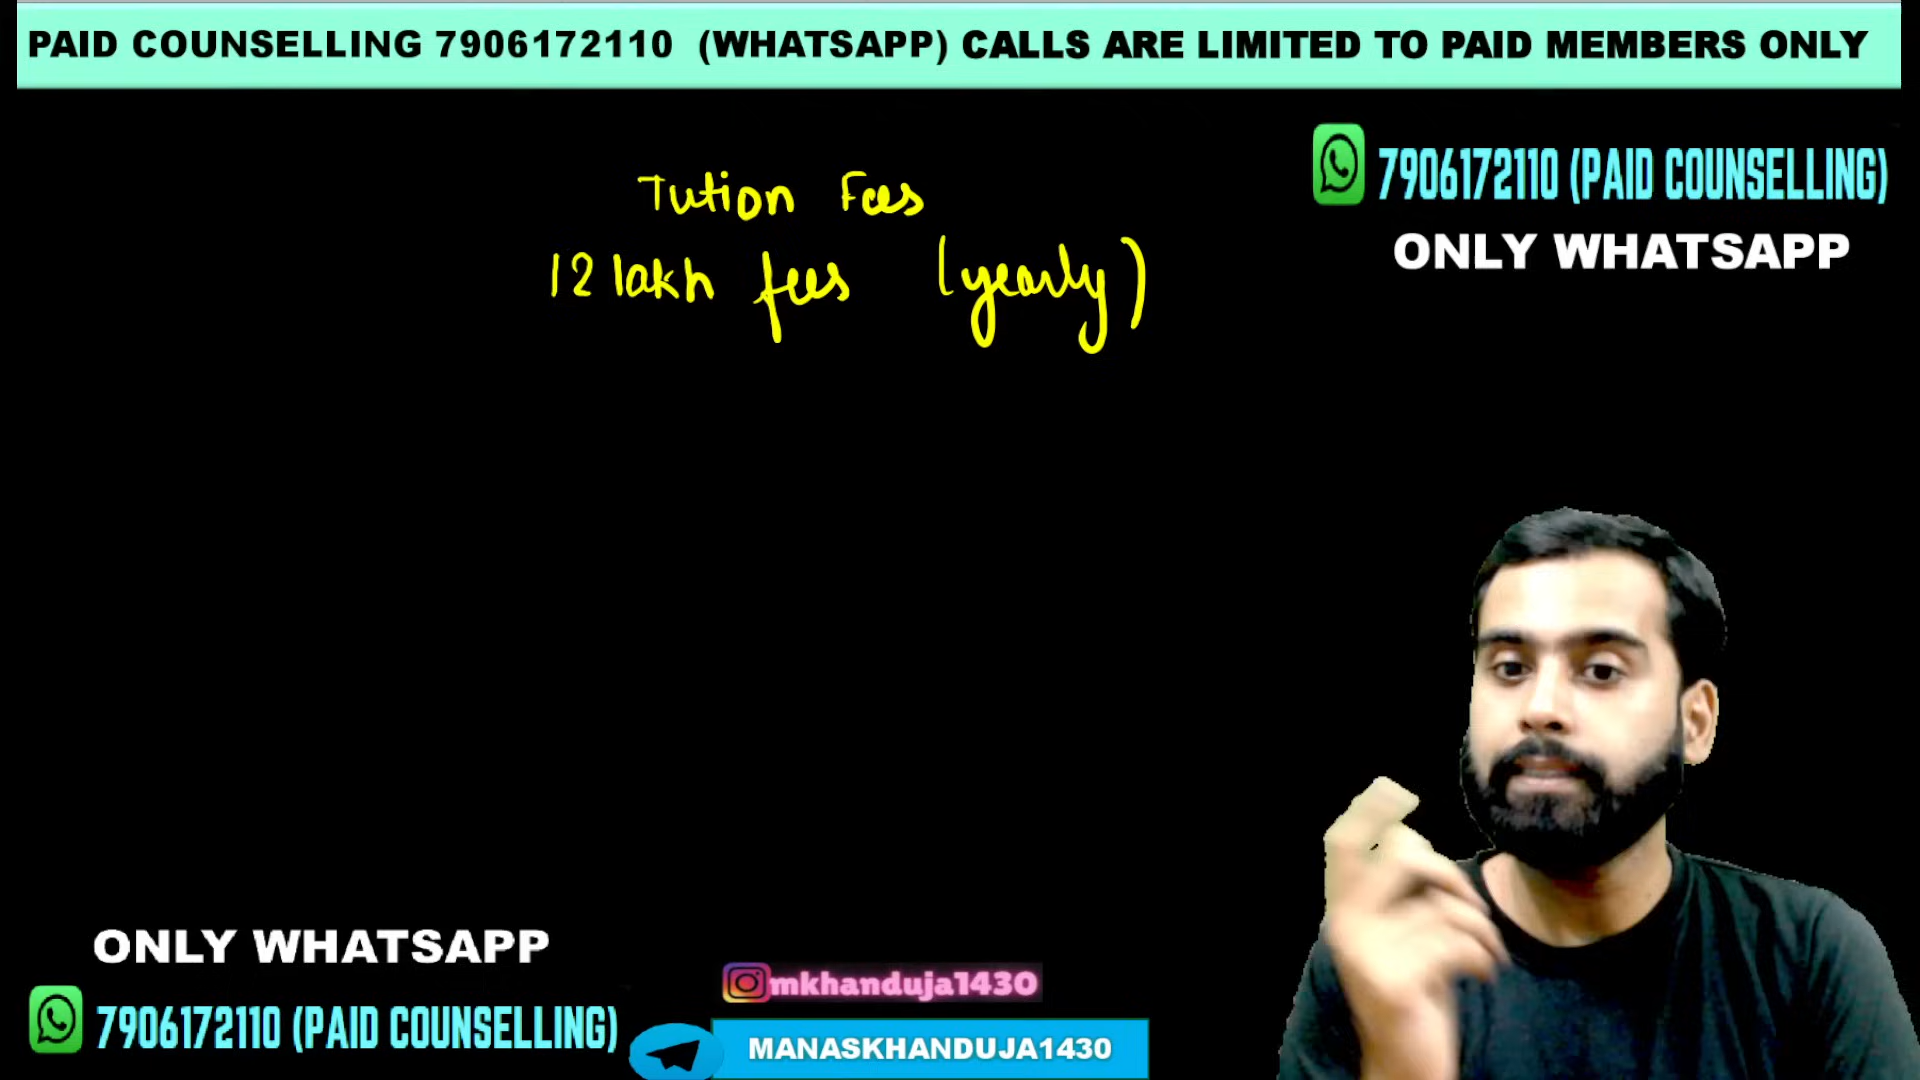 PAID COUNSELLING 7906172110 (WHATSAPP) CALLS ARE LIMITED TO PAID MEMBERS ONLY
7906172110 (PAID COUNSELLING)
ONLY WHATSAPP
Tution Fees
12 lakh fees (yearly)
ONLY WHATSAPP
7906172110 (PAID COUNSELLING)
mkhanduja1430
MANASKHANDUJA1430